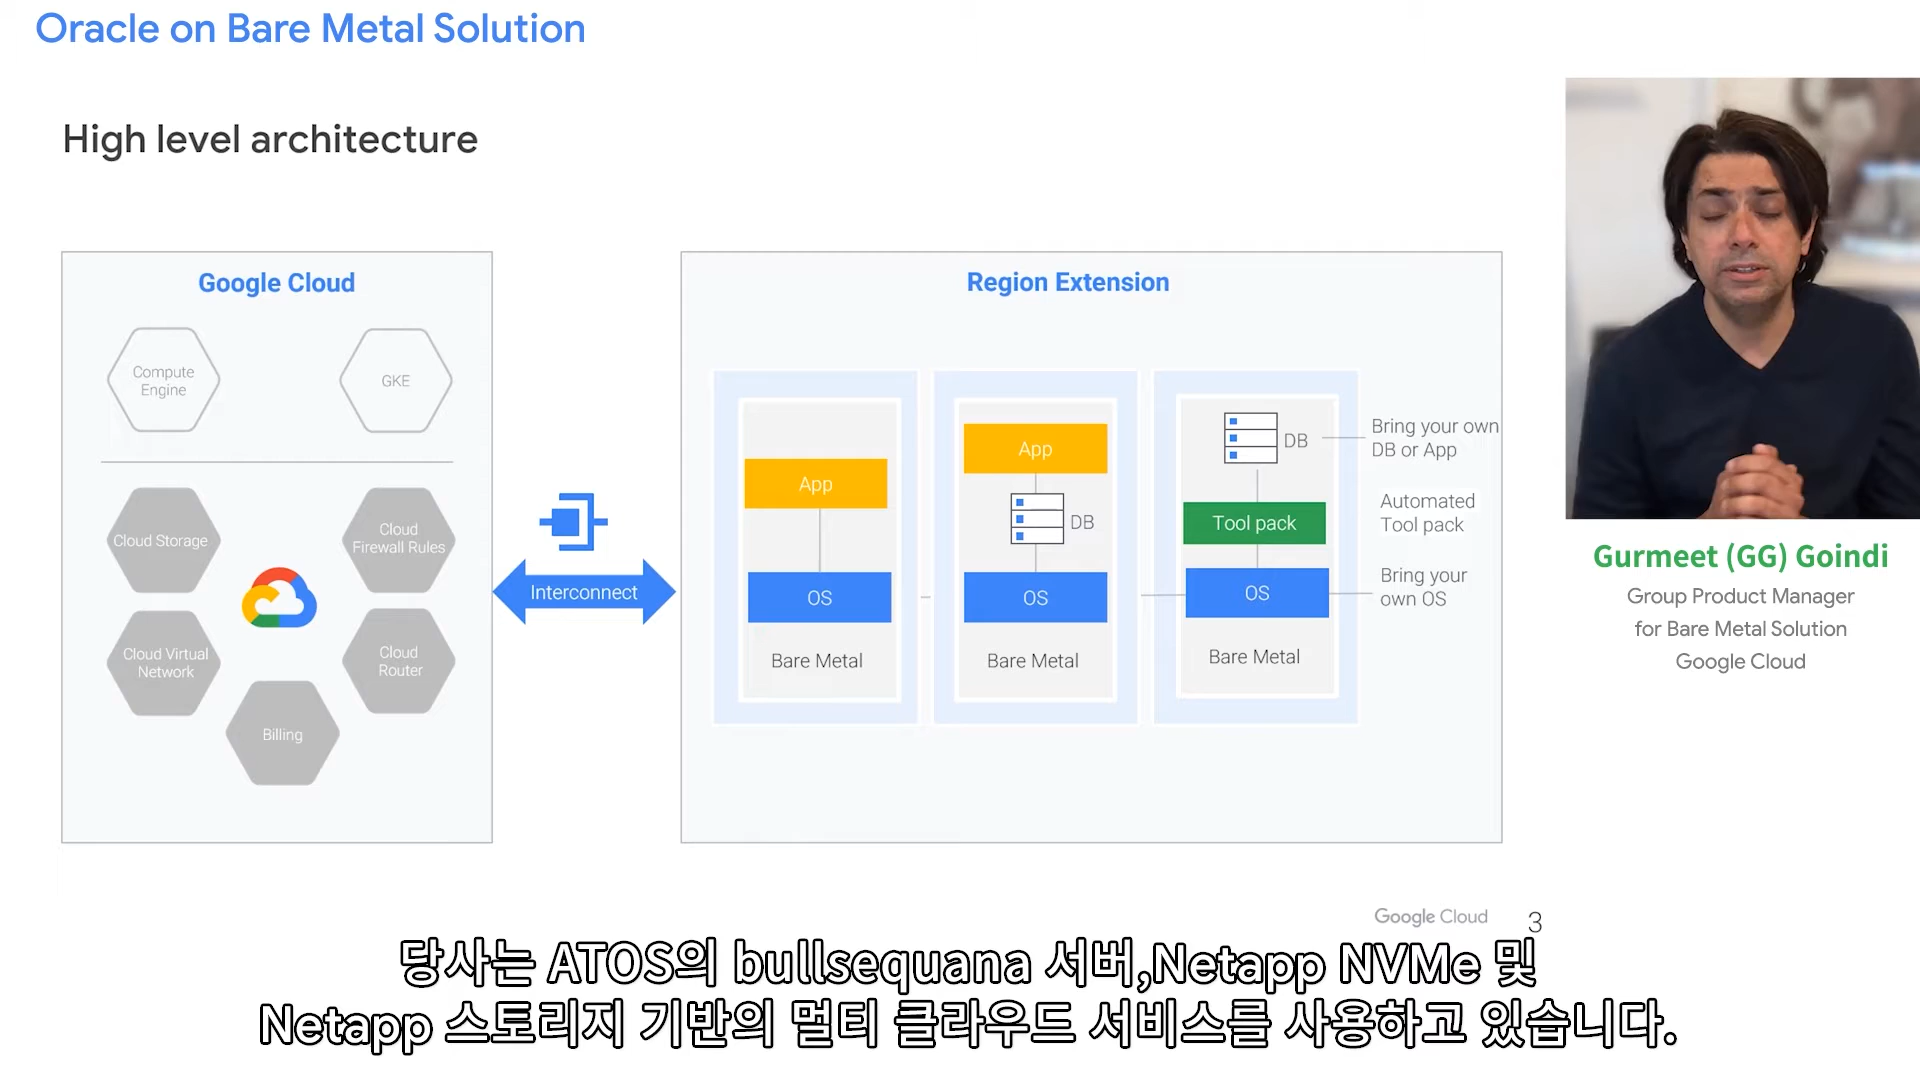 Oracle on Bare Metal Solution
High level architecture
Google Cloud
Compute
Engine
GKE
Cloud Storage
Cloud
Firewall Rules
Cloud Virtual
Network
Cloud
Router
Billing
Interconnect
Region Extension
App
OS
Bare Metal
App
DB
OS
Bare Metal
DB
Tool pack
OS
Bare Metal
Bring your own
DB or App
Automated
Tool pack
Bring your
own OS
Gurmeet (GG) Goindi
Group Product Manager
for Bare Metal Solution
Google Cloud
Google Cloud
3
당사는 ATOS의 bullsequana 서버,Netapp NVMe 및
Netapp 스토리지 기반의 멀티 클라우드 서비스를 사용하고 있습니다.